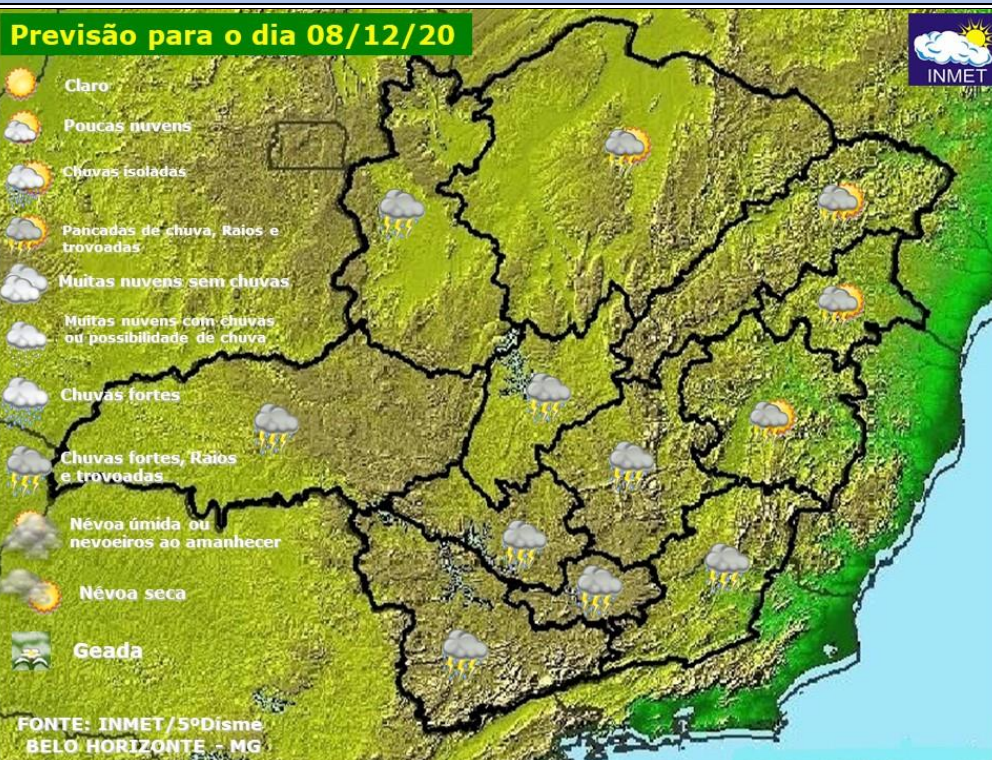 Previsão para o dia 08/12/20
INMET
Claro
Poucas nuvens
Chuvas isoladas
Pancadas de chuva, Raios e
trovoadas
Muitas nuvens sem chuvas
Muitas nuvens com chuvas
ou possibilidade de chuva
Chuvas fortes
Chuvas fortes, Raios
e trovoadas
Névoa úmida ou
nevoeiros ao amanhecer
Névoa seca
Geada
FONTE: INMET/5ºDisme
BELO HORIZONTE - MG